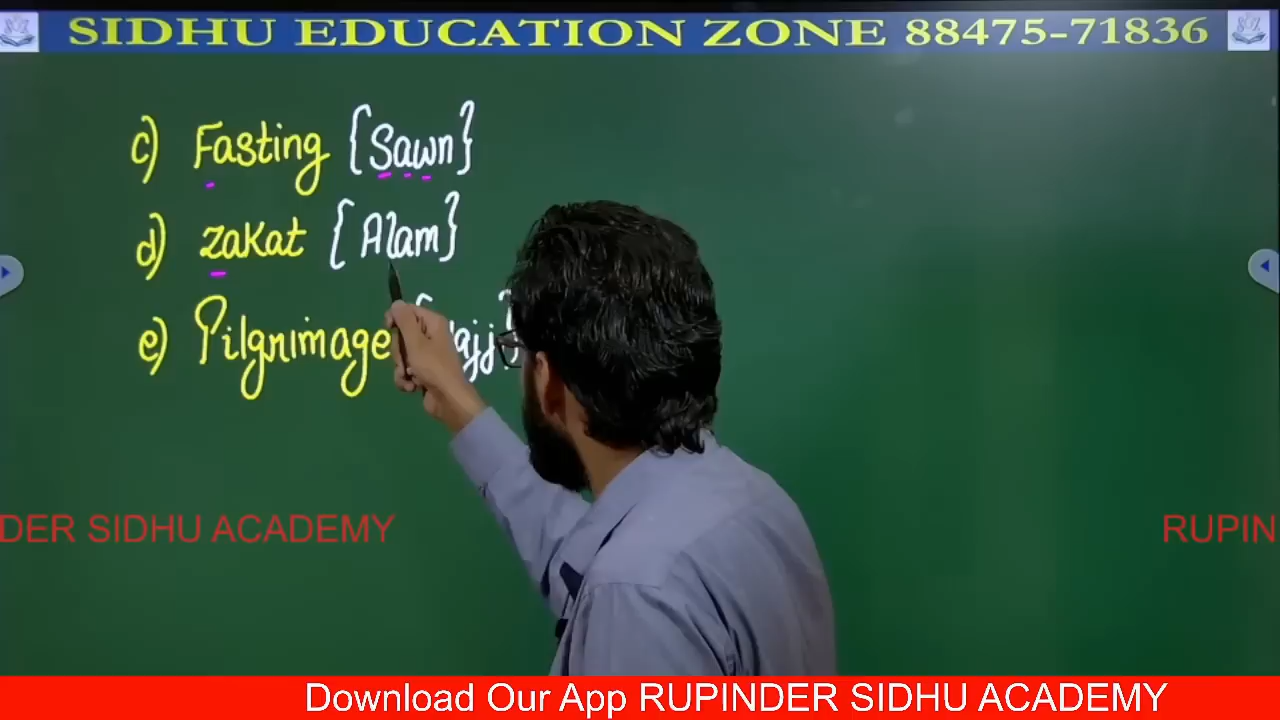 SIDHU EDUCATION ZONE 88475-71836
c) Fasting {Sawn}
d) zakat {Alam}
e) Pilgrimage
DER SIDHU ACADEMY
RUPIN
Download Our App RUPINDER SIDHU ACADEMY